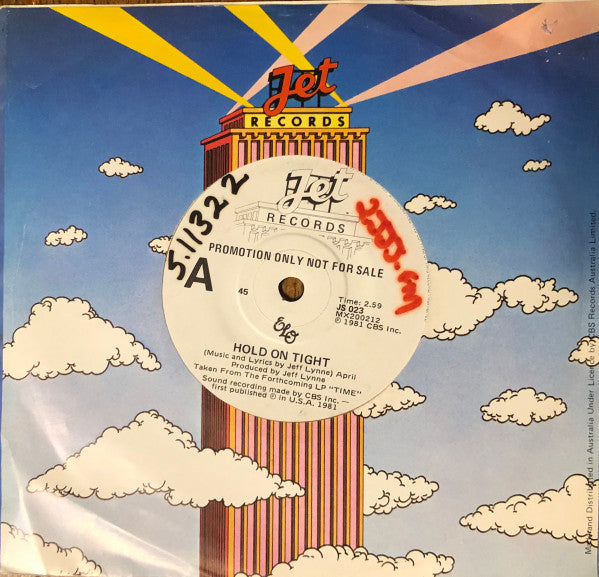 Jet
RECORDS
Jet
RECORDS
5.11322
2SSS.FM
PROMOTION ONLY NOT FOR SALE
A
45
Time: 2.59
JS 023
MX200212
℗ 1981 CBS Inc.
ELO
HOLD ON TIGHT
(Music and Lyrics by Jeff Lynne) April
Produced by Jeff Lynne
Taken From The Forthcoming LP "TIME"
Sound recording made by CBS Inc. —
first published ℗ in U.S.A. 1981
and Distributed in Australia Under Licence by CBS Records Australia Limited.